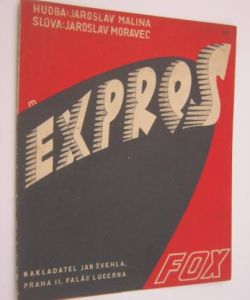 HUDBA: JAROSLAV MALINA
SLOVA: JAROSLAV MORAVEC
EXPRES
NAKLADATEL JAN ŠVEHLA,
PRAHA II, PALÁC LUCERNA
FOX